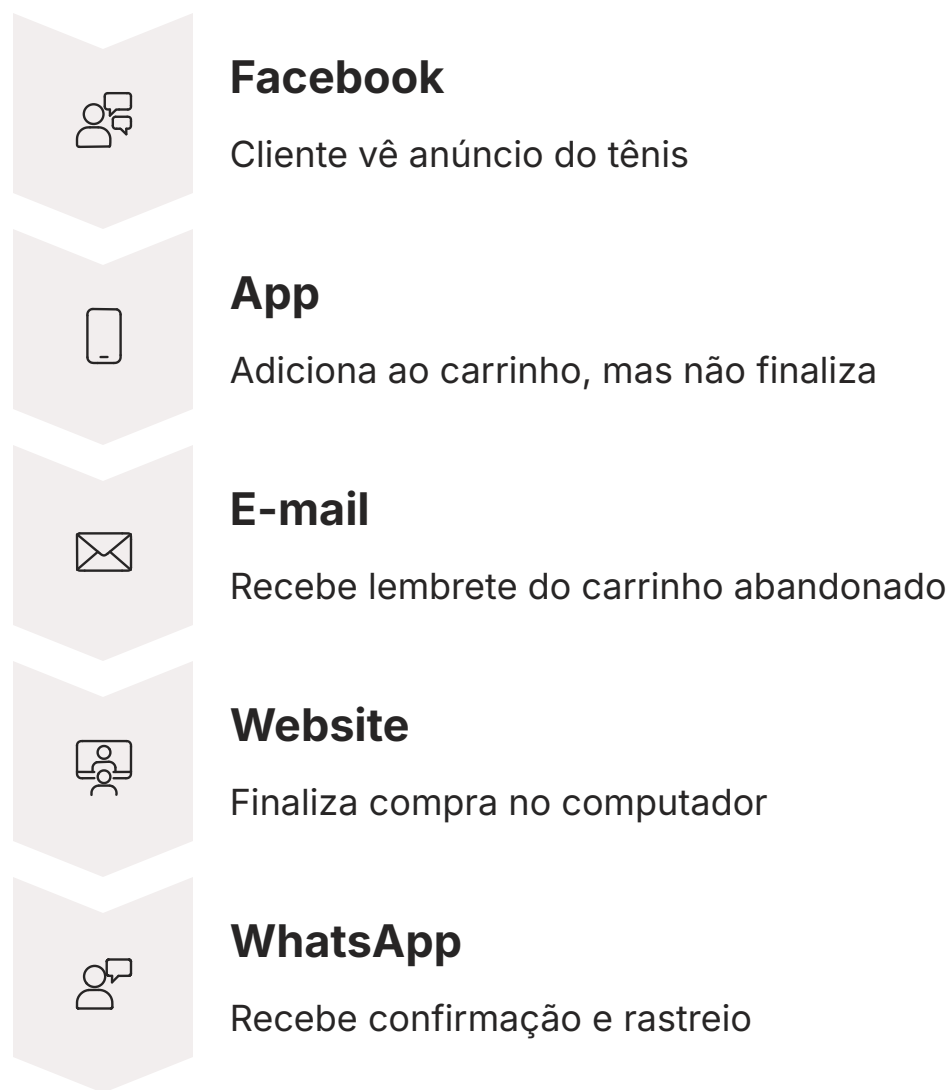 Facebook
Cliente vê anúncio do tênis
App
Adiciona ao carrinho, mas não finaliza
E-mail
Recebe lembrete do carrinho abandonado
Website
Finaliza compra no computador
WhatsApp
Recebe confirmação e rastreio